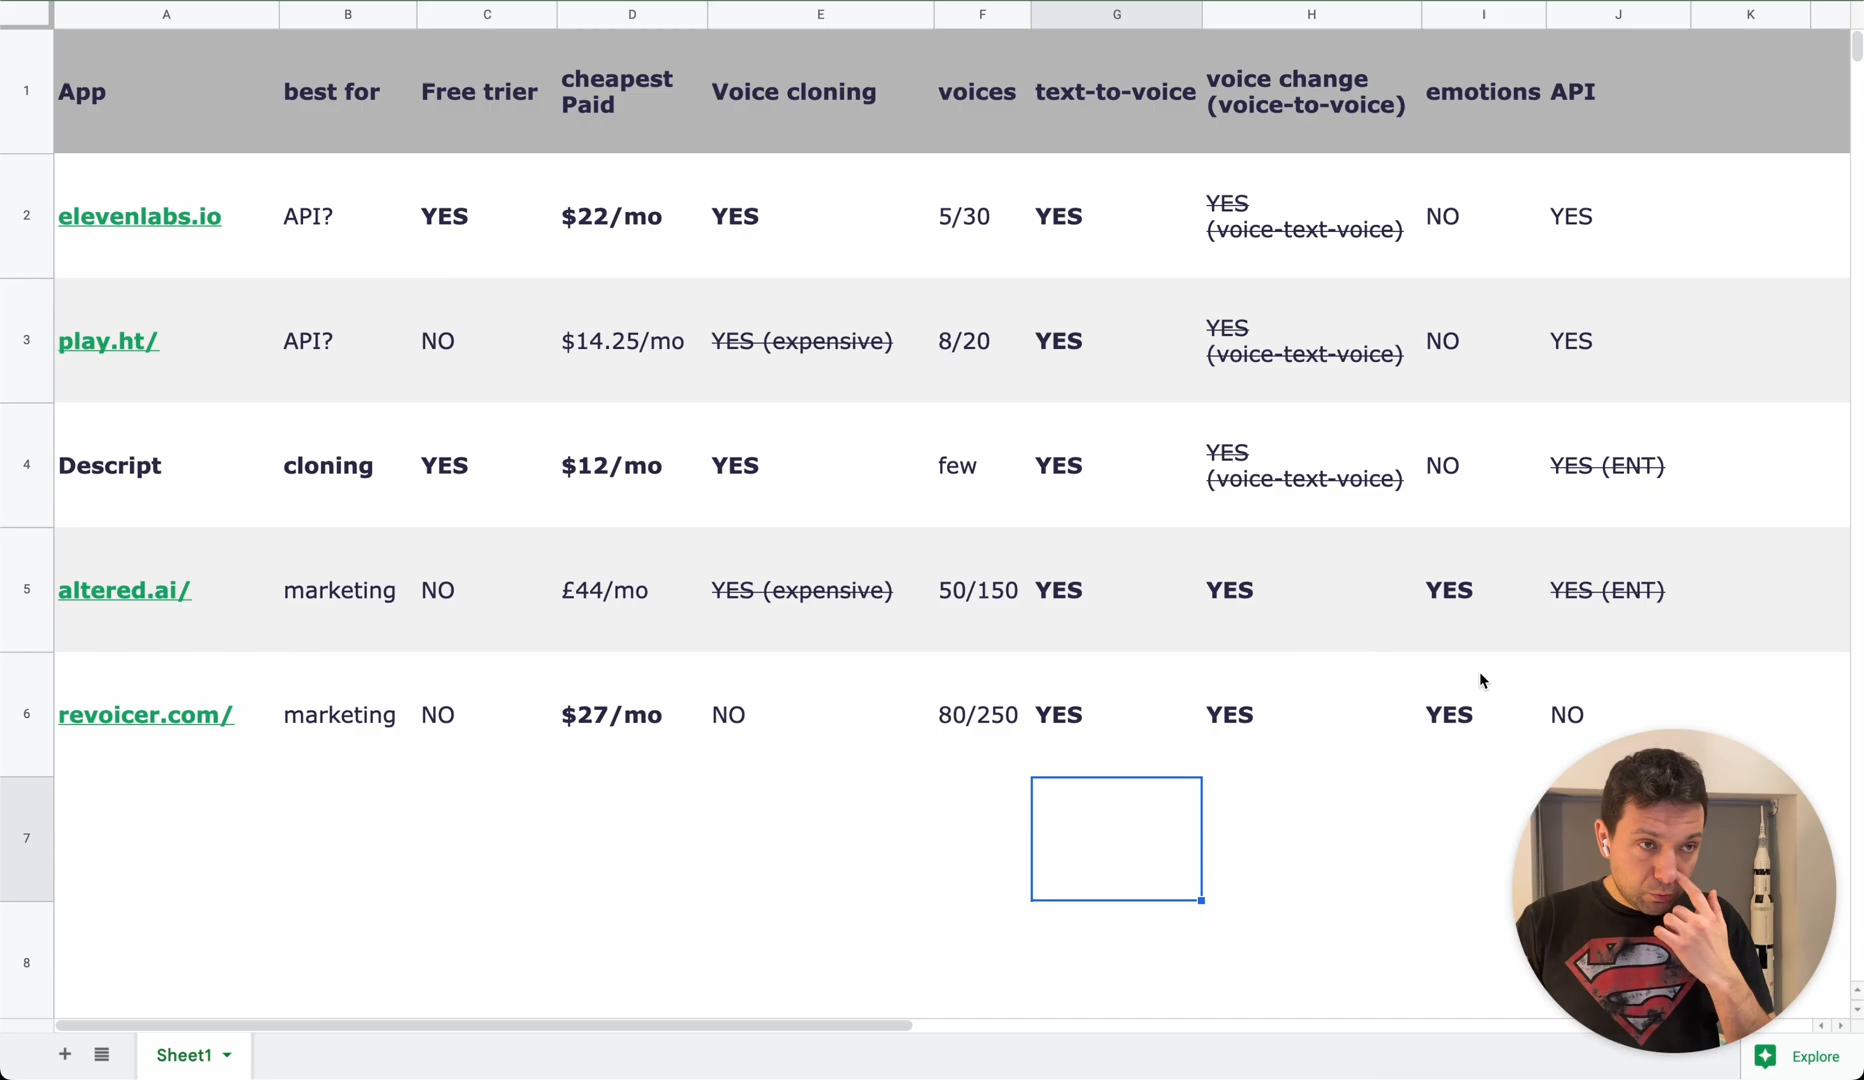 A B C D E F G H I J K
1 App best for Free trier cheapest Paid Voice cloning voices text-to-voice voice change (voice-to-voice) emotions API
2 elevenlabs.io API? YES $22/mo YES 5/30 YES YES (voice-text-voice) NO YES
3 play.ht/ API? NO $14.25/mo YES (expensive) 8/20 YES YES (voice-text-voice) NO YES
4 Descript cloning YES $12/mo YES few YES YES (voice-text-voice) NO YES (ENT)
5 altered.ai/ marketing NO £44/mo YES (expensive) 50/150 YES YES YES YES (ENT)
6 revoicer.com/ marketing NO $27/mo NO 80/250 YES YES YES NO
7
8
Sheet1
Explore